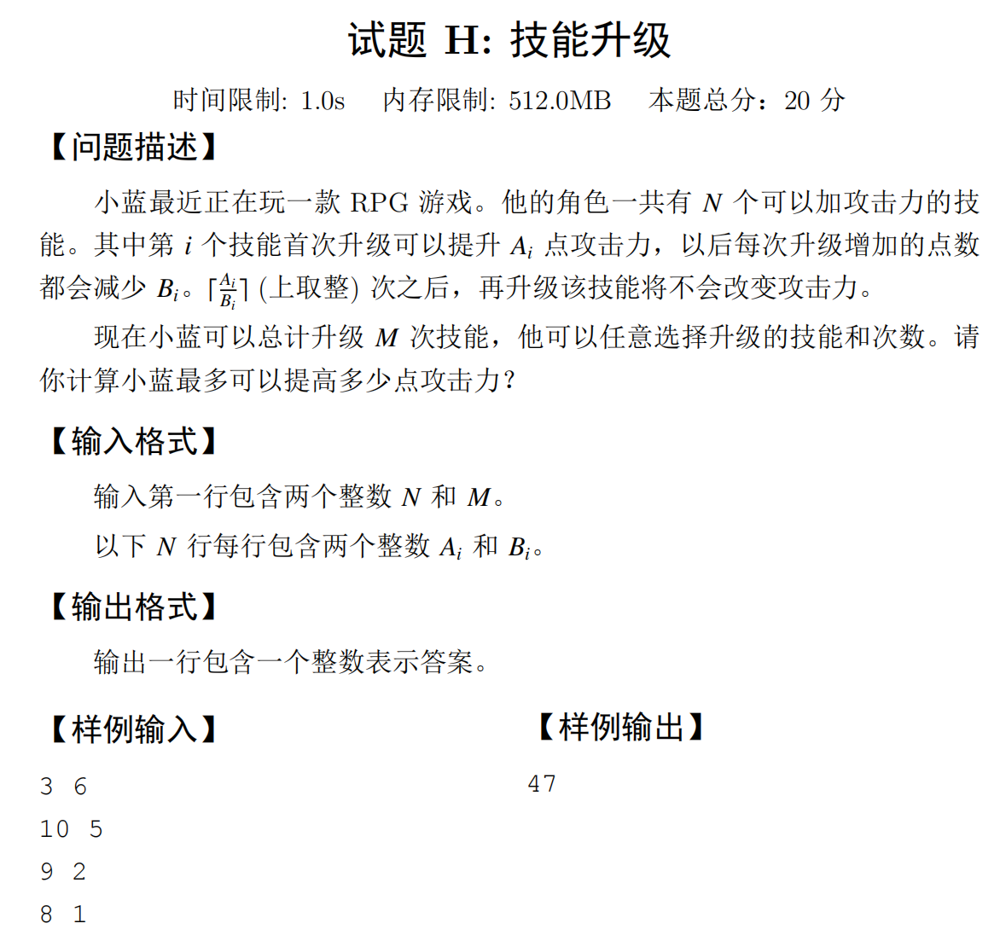 试题 H: 技能升级
时间限制: 1.0s 内存限制: 512.0MB 本题总分：20 分
【问题描述】
小蓝最近正在玩一款 RPG 游戏。他的角色一共有 N 个可以加攻击力的技
能。其中第 i 个技能首次升级可以提升 Ai 点攻击力，以后每次升级增加的点数
都会减少 Bi。⌈Ai/Bi⌉ (上取整) 次之后，再升级该技能将不会改变攻击力。
现在小蓝可以总计升级 M 次技能，他可以任意选择升级的技能和次数。请
你计算小蓝最多可以提高多少点攻击力？
【输入格式】
输入第一行包含两个整数 N 和 M。
以下 N 行每行包含两个整数 Ai 和 Bi。
【输出格式】
输出一行包含一个整数表示答案。
【样例输入】
3 6
10 5
9 2
8 1
【样例输出】
47